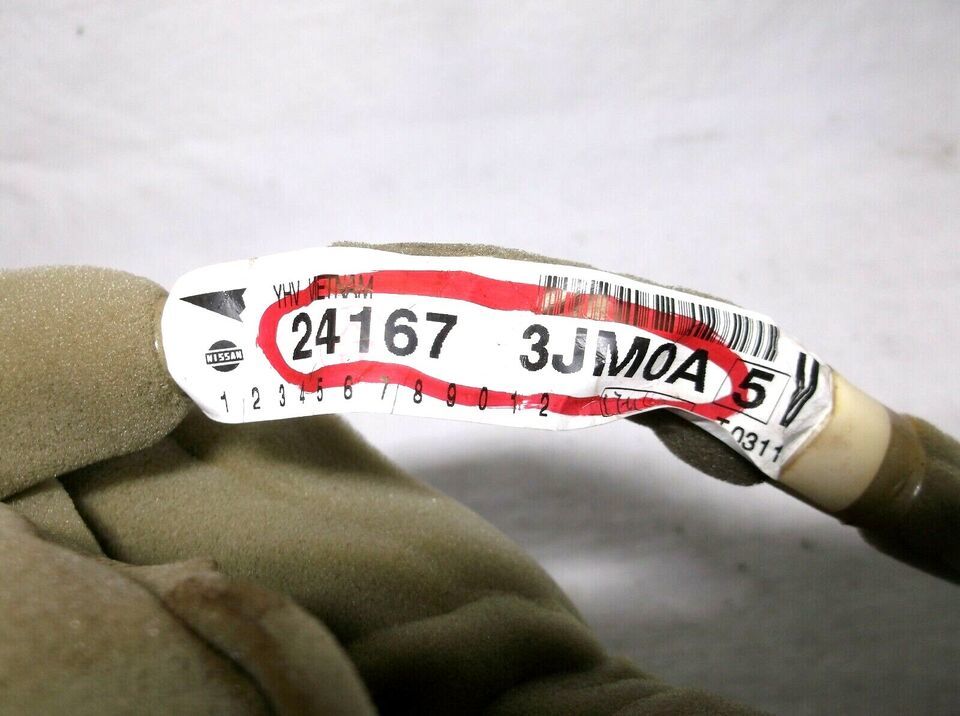 YHV VIETNAM
24167 3JM0A 5
NISSAN
1 2 3 4 5 6 7 8 9 0 1 2
0311